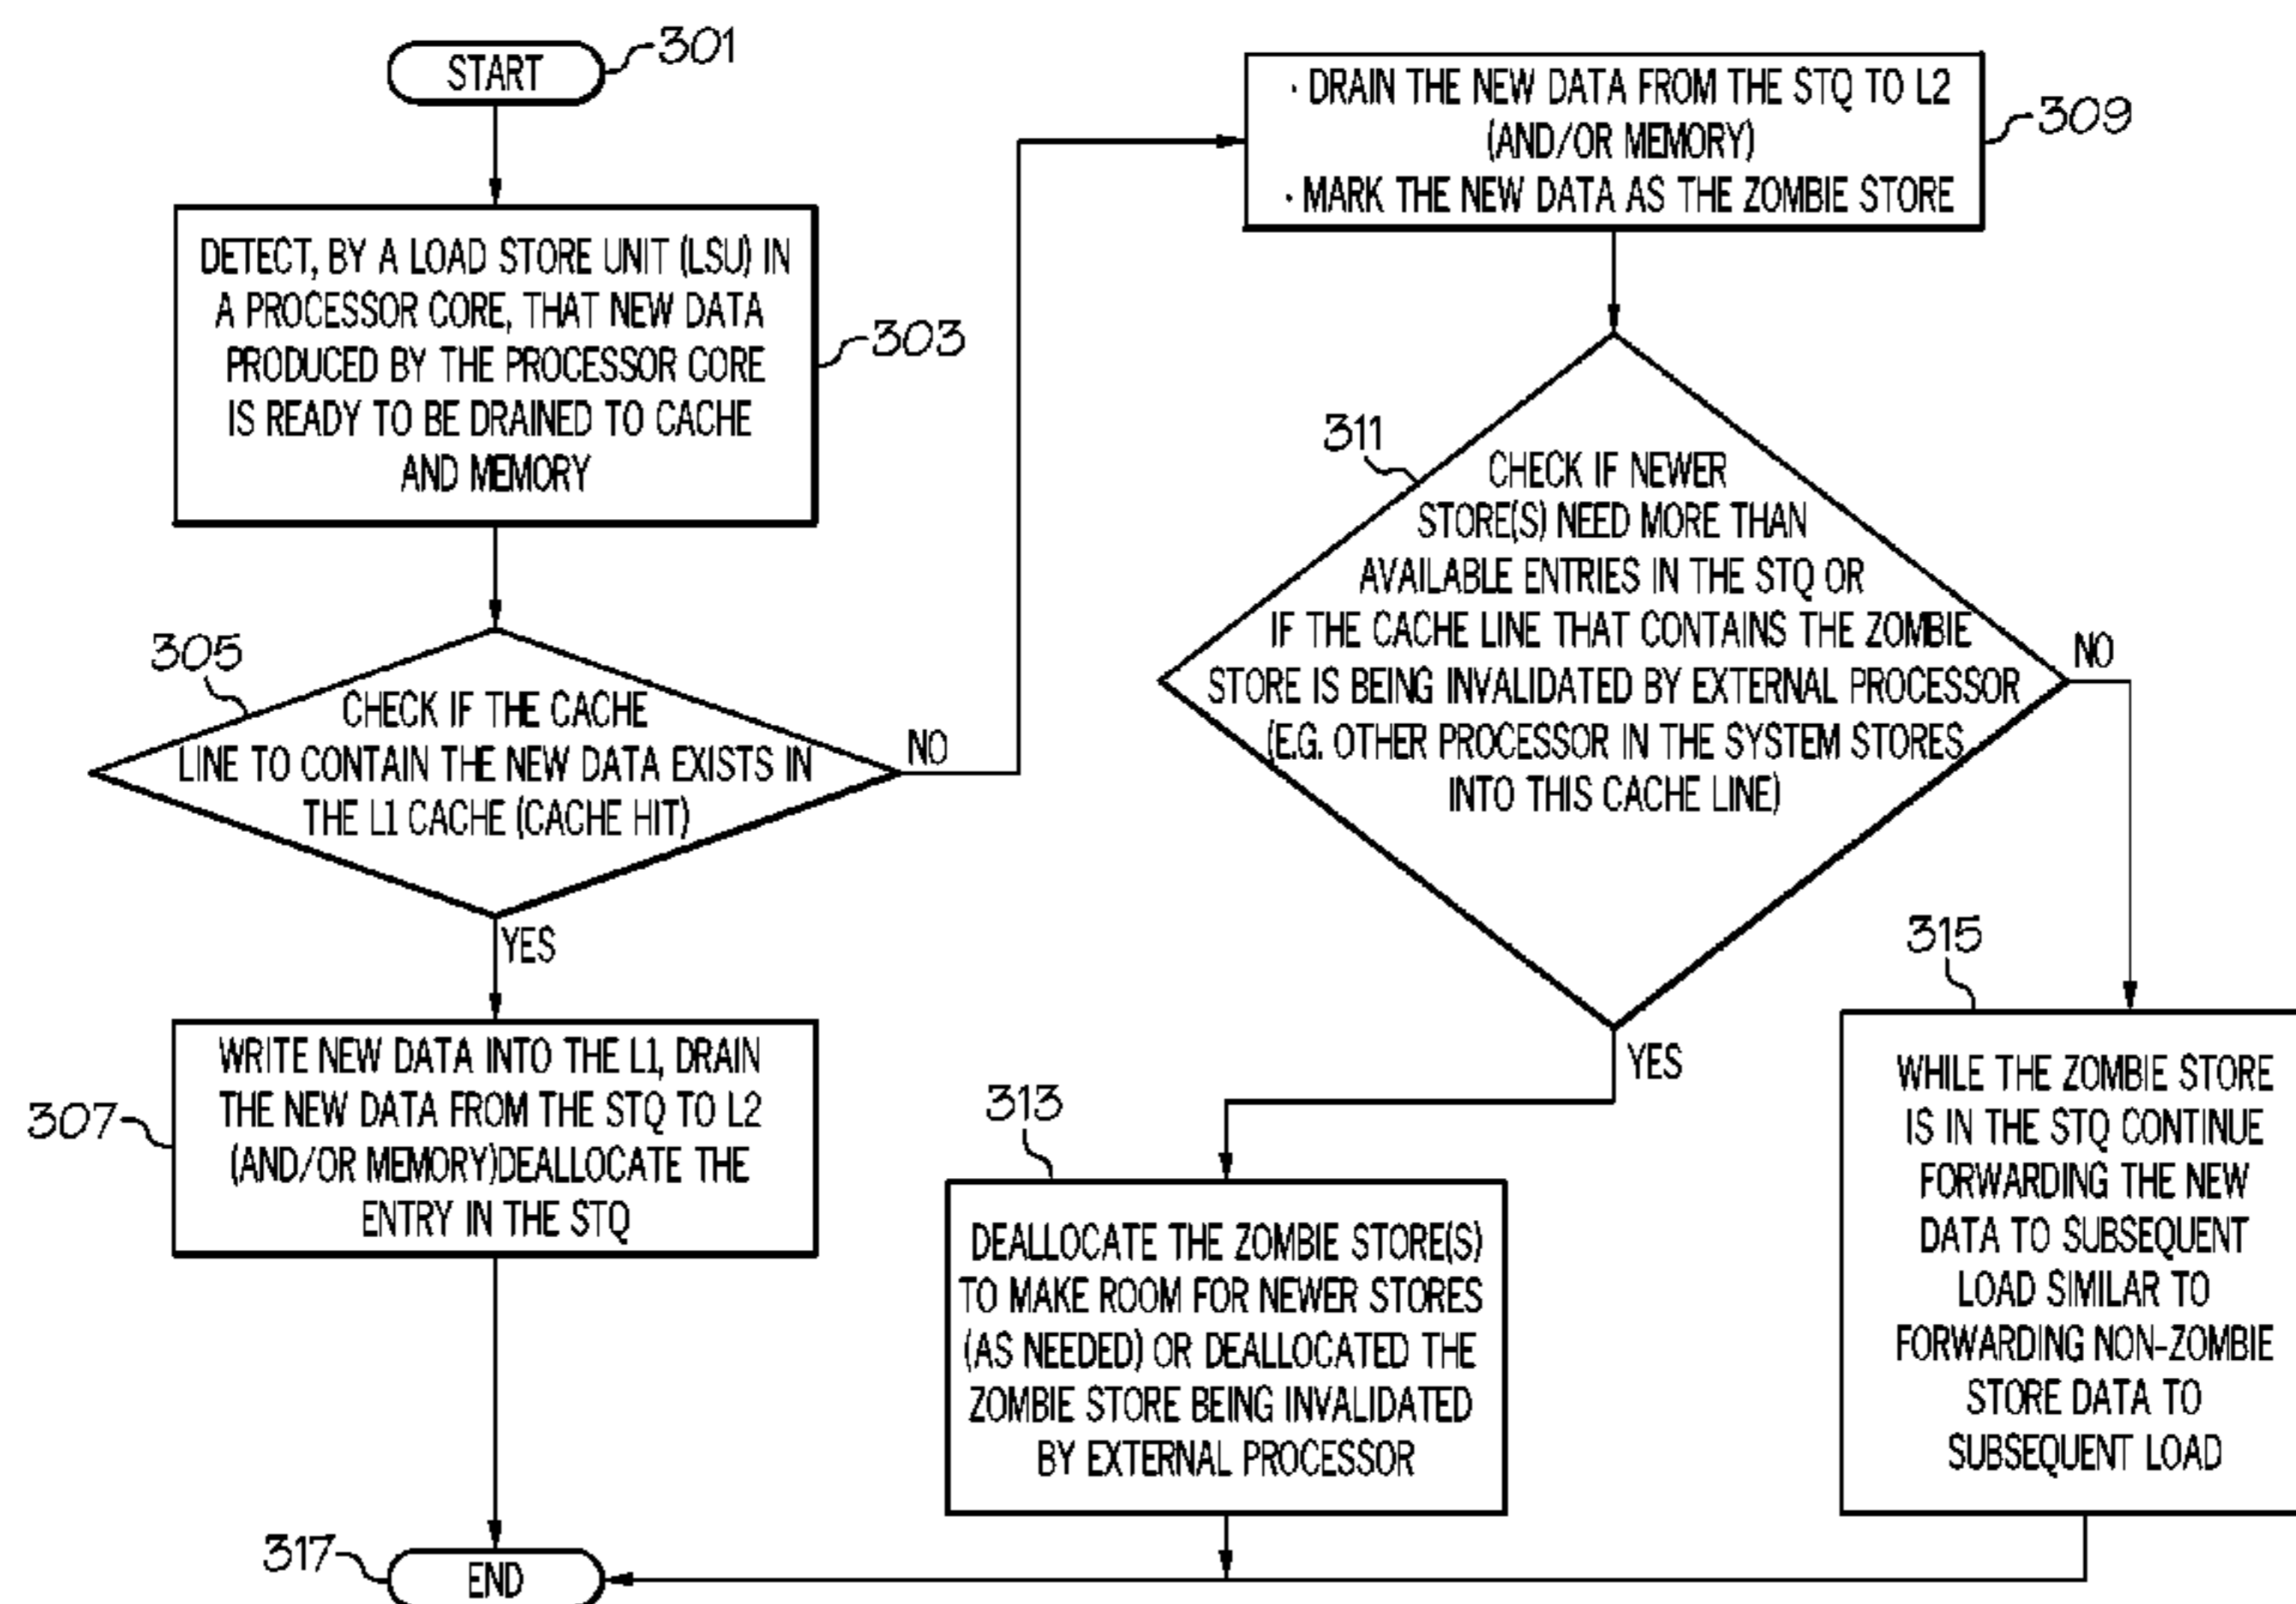 START
301
DETECT, BY A LOAD STORE UNIT (LSU) IN
A PROCESSOR CORE, THAT NEW DATA
PRODUCED BY THE PROCESSOR CORE
IS READY TO BE DRAINED TO CACHE
AND MEMORY
303
305
CHECK IF THE CACHE
LINE TO CONTAIN THE NEW DATA EXISTS IN
THE L1 CACHE (CACHE HIT)
NO
YES
307
WRITE NEW DATA INTO THE L1, DRAIN
THE NEW DATA FROM THE STQ TO L2
(AND/OR MEMORY)DEALLOCATE THE
ENTRY IN THE STQ
· DRAIN THE NEW DATA FROM THE STQ TO L2
(AND/OR MEMORY)
· MARK THE NEW DATA AS THE ZOMBIE STORE
309
311
CHECK IF NEWER
STORE(S) NEED MORE THAN
AVAILABLE ENTRIES IN THE STQ OR
IF THE CACHE LINE THAT CONTAINS THE ZOMBIE
STORE IS BEING INVALIDATED BY EXTERNAL PROCESSOR
(E.G. OTHER PROCESSOR IN THE SYSTEM STORES
INTO THIS CACHE LINE)
NO
YES
313
DEALLOCATE THE ZOMBIE STORE(S)
TO MAKE ROOM FOR NEWER STORES
(AS NEEDED) OR DEALLOCATED THE
ZOMBIE STORE BEING INVALIDATED
BY EXTERNAL PROCESSOR
315
WHILE THE ZOMBIE STORE
IS IN THE STQ CONTINUE
FORWARDING THE NEW
DATA TO SUBSEQUENT
LOAD SIMILAR TO
FORWARDING NON-ZOMBIE
STORE DATA TO
SUBSEQUENT LOAD
317
END